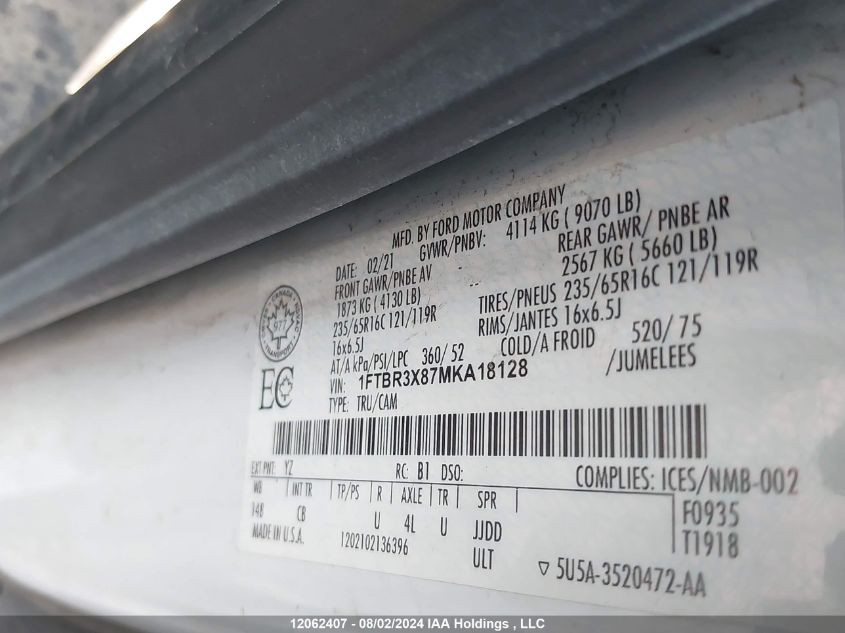 MFD. BY FORD MOTOR COMPANY
DATE: 02/21 GVWR/PNBV: 4114 KG ( 9070 LB)
FRONT GAWR/PNBE AV -- REAR GAWR/ PNBE AR
1873 KG ( 4130 LB) 2567 KG ( 5660 LB)
235/65R16C 121/119R TIRES/PNEUS 235/65R16C 121/119R
16x6.5J RIMS/JANTES 16x6.5J
AT/A kPa/PSI/LPC 360/ 52 COLD/A FROID 520/ 75
VIN: 1FTBR3X87MKA18128 /JUMELEES
TYPE: TRU/CAM
CANADA
TRANSPORT
977
EC
EXT PNT: YZ RC: B1 DSO: COMPLIES: ICES/NMB-002
WB INT TR TP/PS R AXLE TR SPR F0935
148 CB U 4L U JJDD T1918
MADE IN U.S.A. 1202102136396 ULT ▽ 5U5A-3520472-AA
12062407 - 08/02/2024 IAA Holdings , LLC